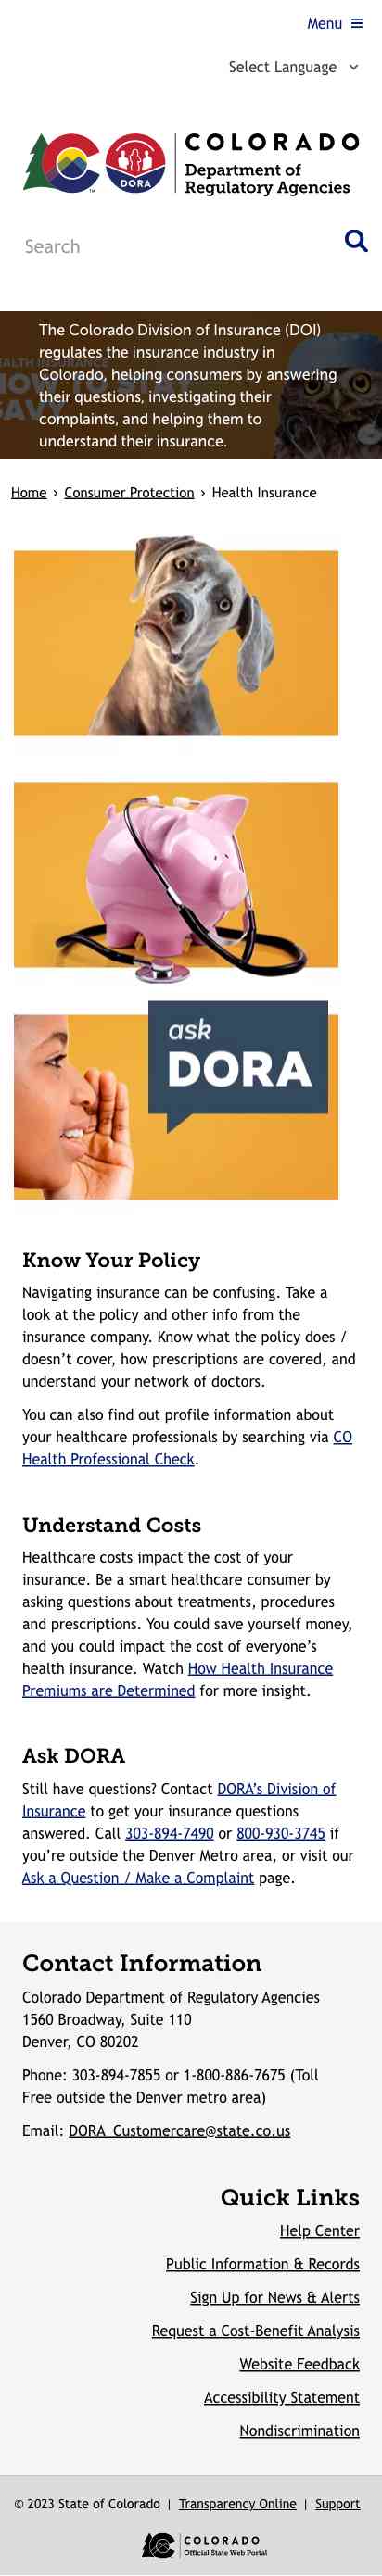 Menu
Select Language
COLORADO
Department of
Regulatory Agencies
DORA
TM
Search
The Colorado Division of Insurance (DOI)
regulates the insurance industry in
Colorado, helping consumers by answering
their questions, investigating their
complaints, and helping them to
understand their insurance.
Home › Consumer Protection › Health Insurance
ask
DORA
Know Your Policy
Navigating insurance can be confusing. Take a
look at the policy and other info from the
insurance company. Know what the policy does /
doesn't cover, how prescriptions are covered, and
understand your network of doctors.
You can also find out profile information about
your healthcare professionals by searching via CO
Health Professional Check.
Understand Costs
Healthcare costs impact the cost of your
insurance. Be a smart healthcare consumer by
asking questions about treatments, procedures
and prescriptions. You could save yourself money,
and you could impact the cost of everyone's
health insurance. Watch How Health Insurance
Premiums are Determined for more insight.
Ask DORA
Still have questions? Contact DORA's Division of
Insurance to get your insurance questions
answered. Call 303-894-7490 or 800-930-3745 if
you're outside the Denver Metro area, or visit our
Ask a Question / Make a Complaint page.
Contact Information
Colorado Department of Regulatory Agencies
1560 Broadway, Suite 110
Denver, CO 80202
Phone: 303-894-7855 or 1-800-886-7675 (Toll
Free outside the Denver metro area)
Email: DORA_Customercare@state.co.us
Quick Links
Help Center
Public Information & Records
Sign Up for News & Alerts
Request a Cost-Benefit Analysis
Website Feedback
Accessibility Statement
Nondiscrimination
© 2023 State of Colorado | Transparency Online | Support
COLORADO
Official State Web Portal